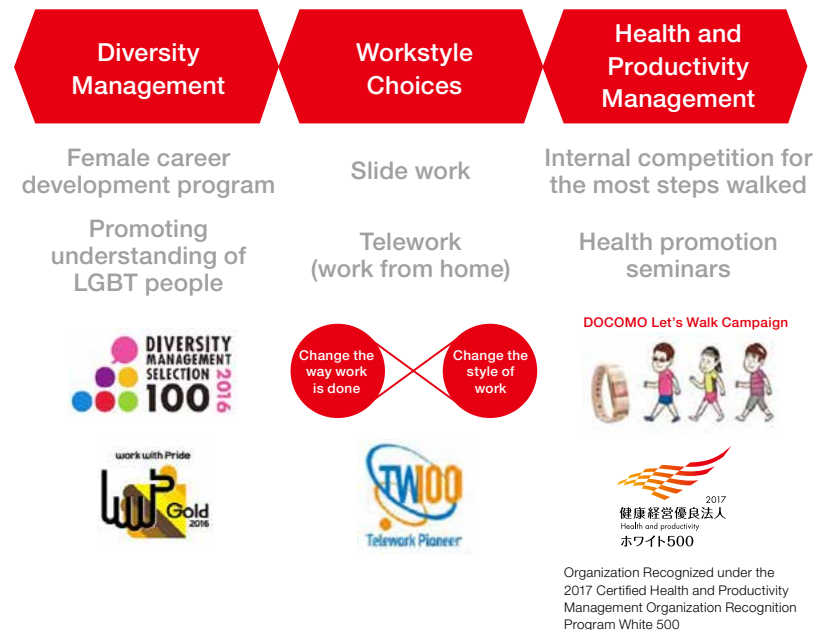 Diversity
Management
Workstyle
Choices
Health and
Productivity
Management
Female career
development program
Promoting
understanding of
LGBT people
Slide work
Telework
(work from home)
Internal competition for
the most steps walked
Health promotion
seminars
DIVERSITY
MANAGEMENT
SELECTION
100
2016
work with Pride
wwP
Gold
2016
Change the
way work
is done
Change the
style of
work
TW100
Telework Pioneer
DOCOMO Let's Walk Campaign
2017
健康経営優良法人
Health and productivity
ホワイト500
Organization Recognized under the
2017 Certified Health and Productivity
Management Organization Recognition
Program White 500